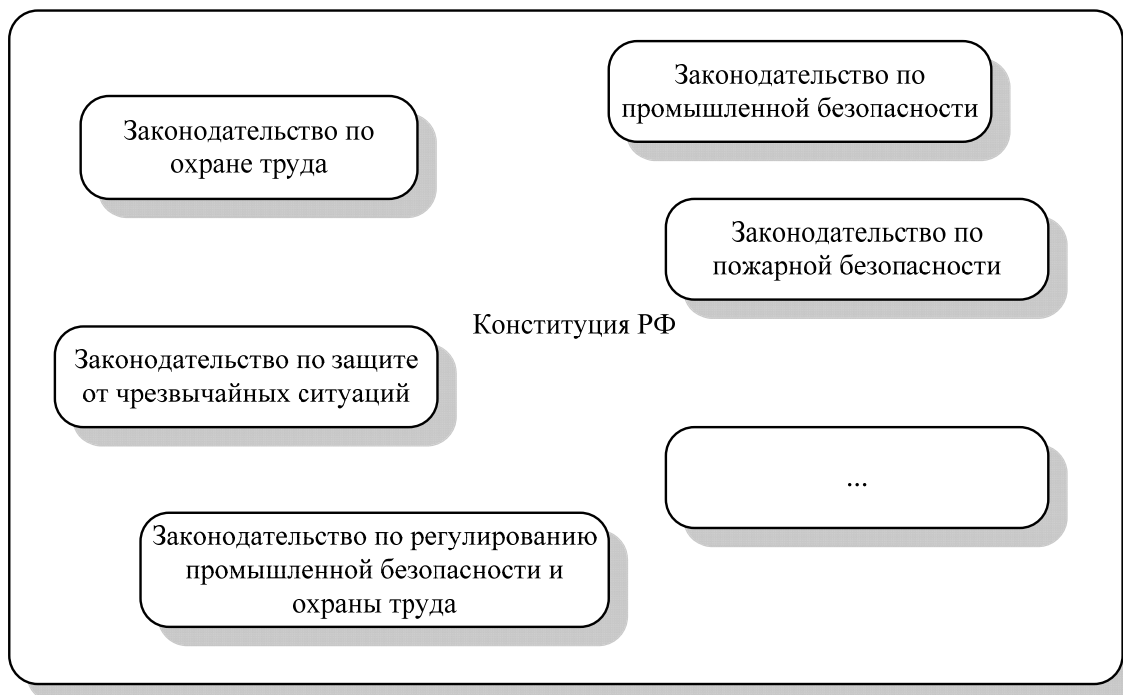 Законодательство по
промышленной безопасности
Законодательство по
охране труда
Законодательство по
пожарной безопасности
Конституция РФ
Законодательство по защите
от чрезвычайных ситуаций
...
Законодательство по регулированию
промышленной безопасности и
охраны труда